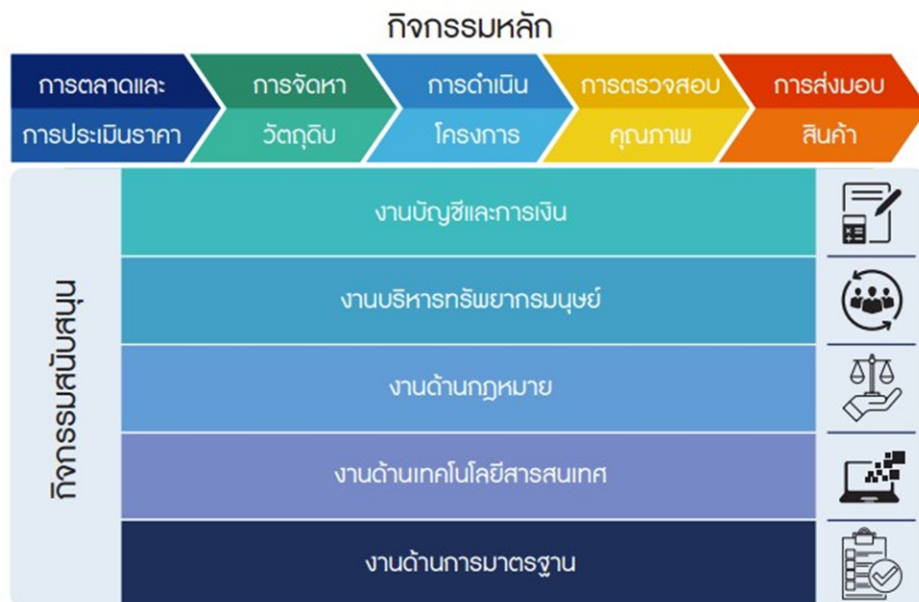 กิจกรรมหลัก
การตลาดและ
การประเมินราคา
การจัดหา
วัตถุดิบ
การดำเนิน
โครงการ
การตรวจสอบ
คุณภาพ
การส่งมอบ
สินค้า
กิจกรรมสนับสนุน
งานบัญชีและการเงิน
งานบริหารทรัพยากรมนุษย์
งานด้านกฎหมาย
งานด้านเทคโนโลยีสารสนเทศ
งานด้านการมาตรฐาน